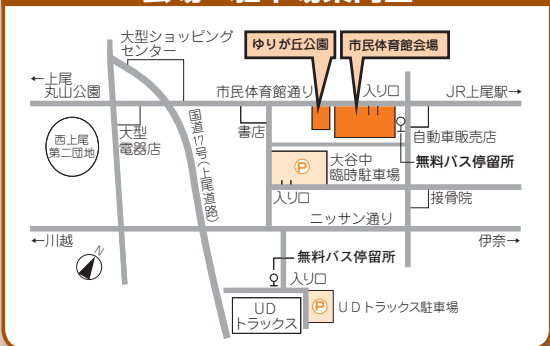 大型ショッピング
センター
ゆりが丘公園
市民体育館会場
←上尾
丸山公園
市民体育館通り
入り口
JR上尾駅→
西上尾
第二団地
大型
電器店
国道17号(上尾道路)
書店
自動車販売店
無料バス停留所
P
大谷中
臨時駐車場
入り口
接骨院
ニッサン通り
←川越
伊奈→
N
無料バス停留所
入り口
UD
トラックス
P
UDトラックス駐車場